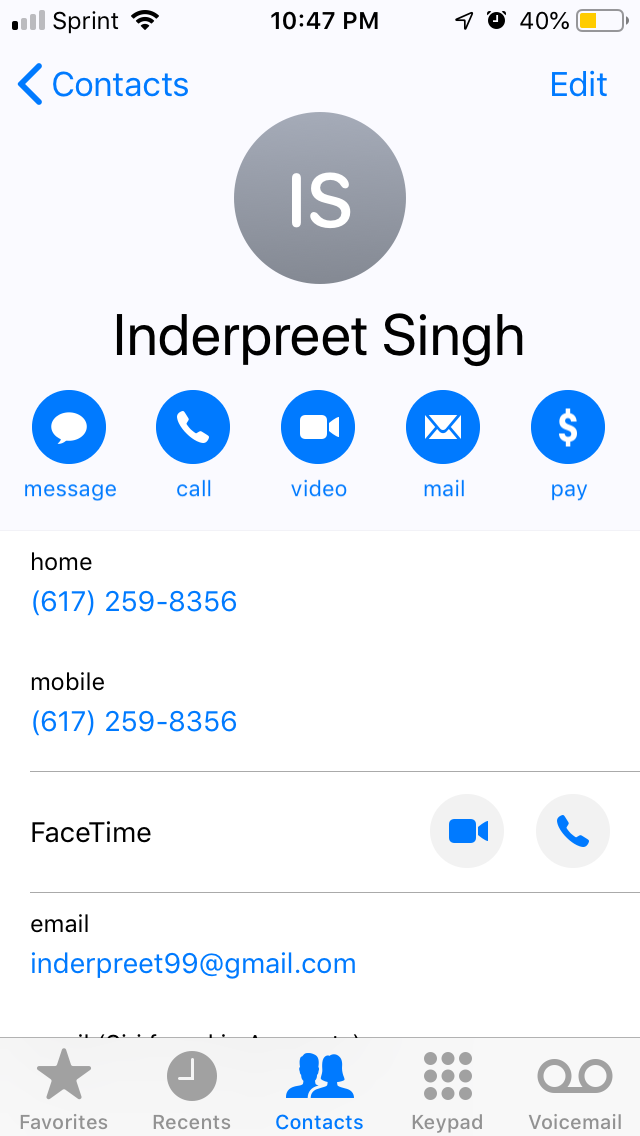 Sprint 10:47 PM 40%
Contacts Edit
IS
Inderpreet Singh
message call video mail pay
home
(617) 259-8356
mobile
(617) 259-8356
FaceTime
email
inderpreet99@gmail.com
Favorites Recents Contacts Keypad Voicemail